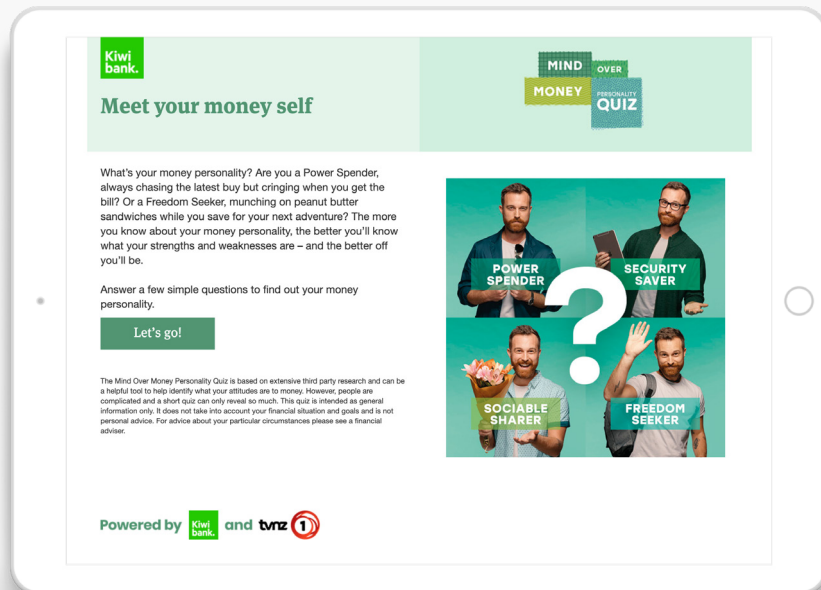 Kiwi
bank.
Meet your money self
MIND
OVER
MONEY
PERSONALITY
QUIZ
What's your money personality? Are you a Power Spender,
always chasing the latest buy but cringing when you get the
bill? Or a Freedom Seeker, munching on peanut butter
sandwiches while you save for your next adventure? The more
you know about your money personality, the better you'll know
what your strengths and weaknesses are – and the better off
you'll be.
Answer a few simple questions to find out your money
personality.
Let's go!
The Mind Over Money Personality Quiz is based on extensive third party research and can be
a helpful tool to help identify what your attitudes are to money. However, people are
complicated and a short quiz can only reveal so much. This quiz is intended as general
information only. It does not take into account your financial situation and goals and is not
personal advice. For advice about your particular circumstances please see a financial
adviser.
POWER
SPENDER
SECURITY
SAVER
?
SOCIABLE
SHARER
FREEDOM
SEEKER
Powered by Kiwi bank. and tvnz 1